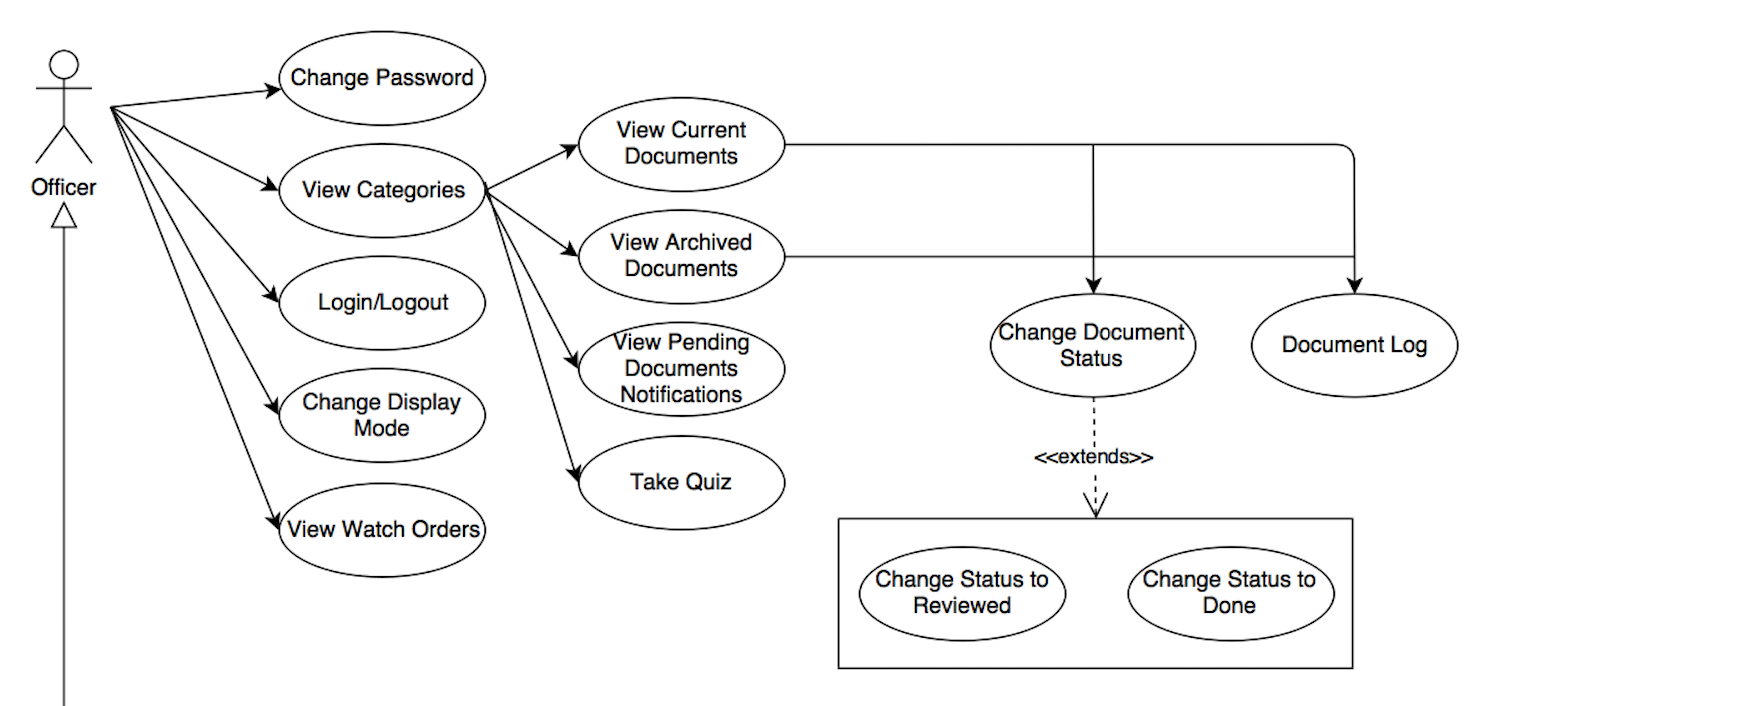 Officer
Change Password
View Categories
Login/Logout
Change Display
Mode
View Watch Orders
View Current
Documents
View Archived
Documents
View Pending
Documents
Notifications
Take Quiz
Change Document
Status
Document Log
<<extends>>
Change Status to
Reviewed
Change Status to
Done